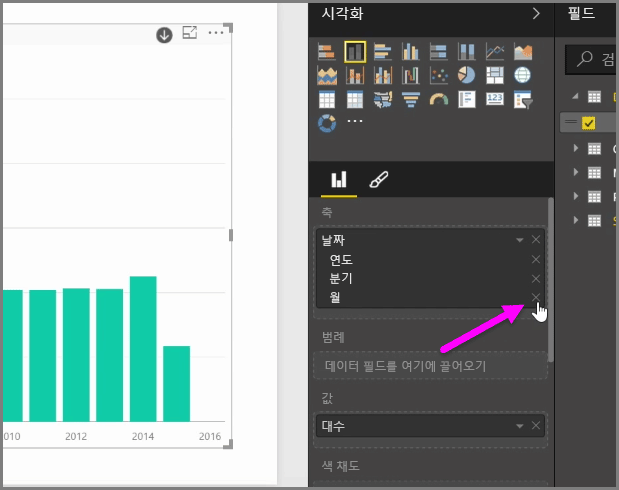 시각화
필드
검
축
날짜
연도
분기
월
범례
데이터 필드를 여기에 끌어오기
값
대수
색 채도
010 2012 2014 2016
123